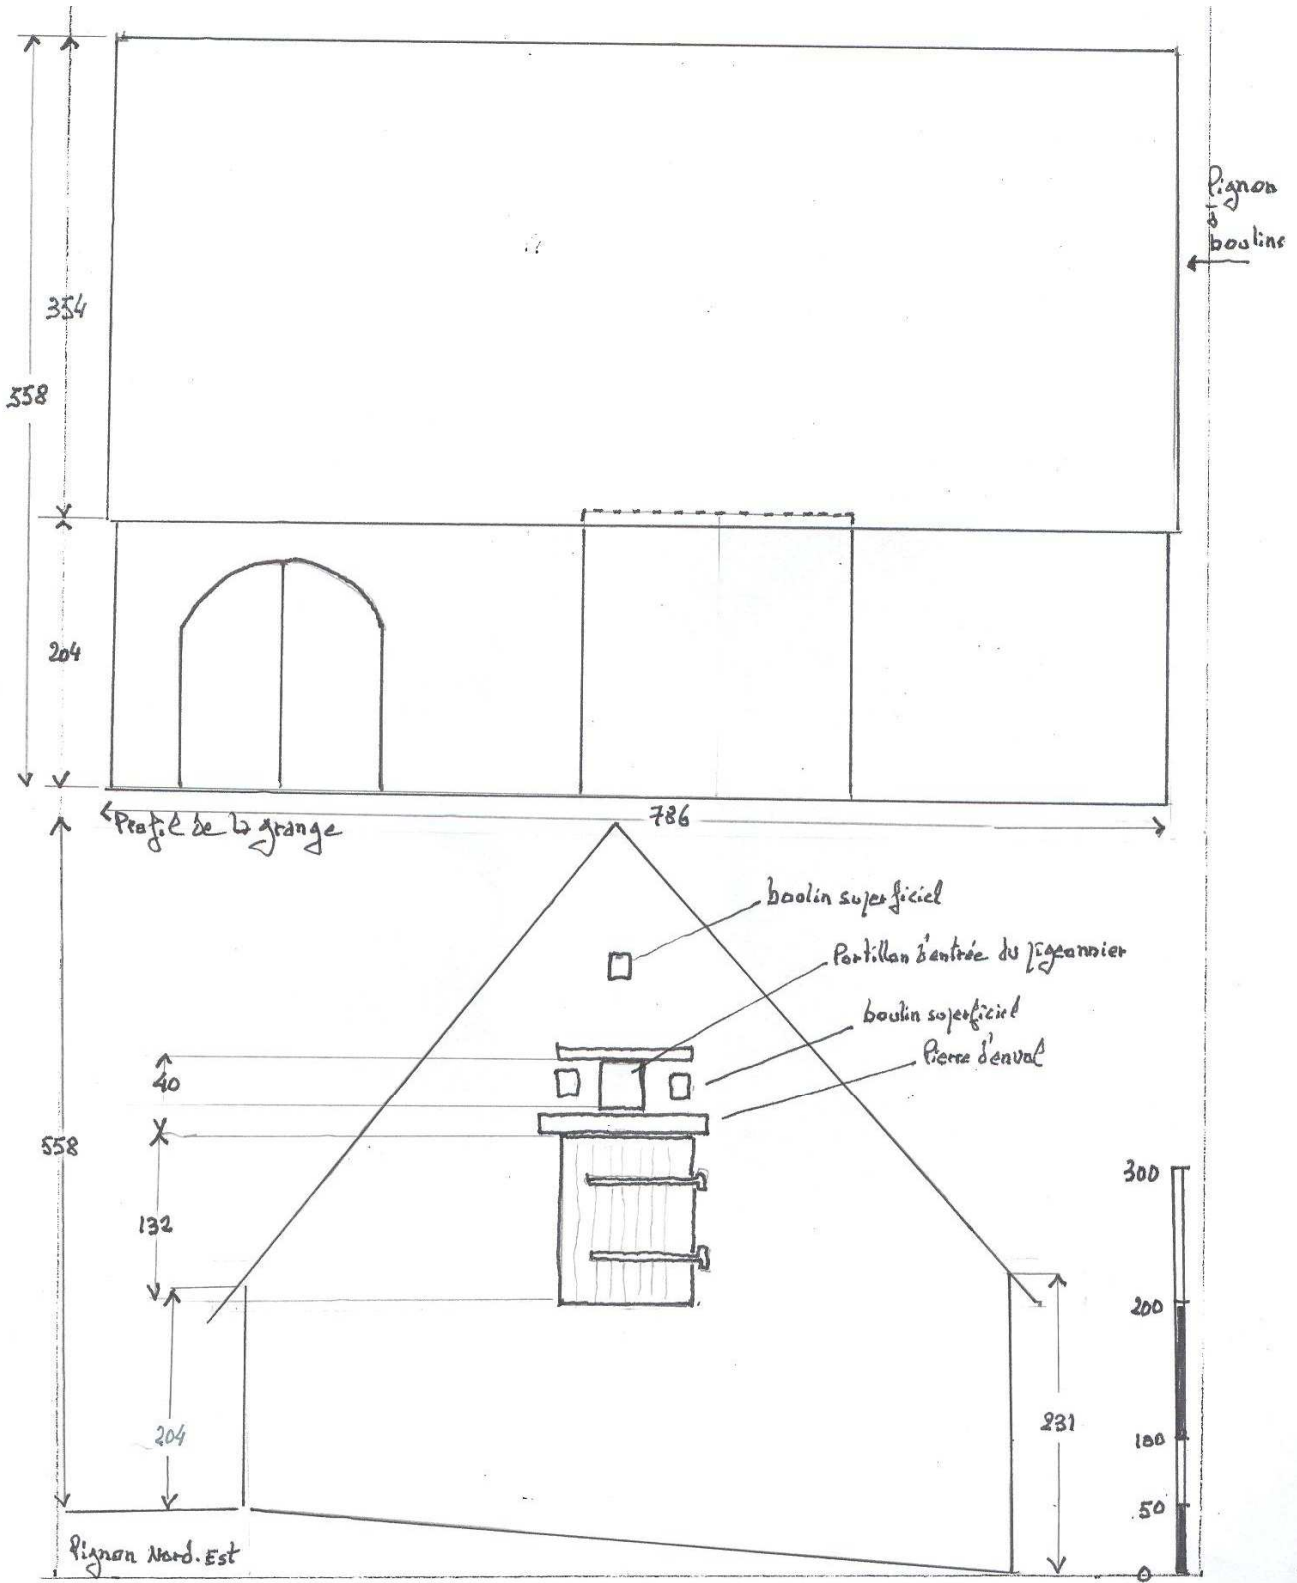 Pignon
à
boulins
354
558
204
786
Profil de la grange
boulin superficiel
Portillon d'entrée du pigeonnier
boulin superficiel
Pierre d'envol
40
558
132
300
200
204
231
100
50
Pignon Nord.Est
0